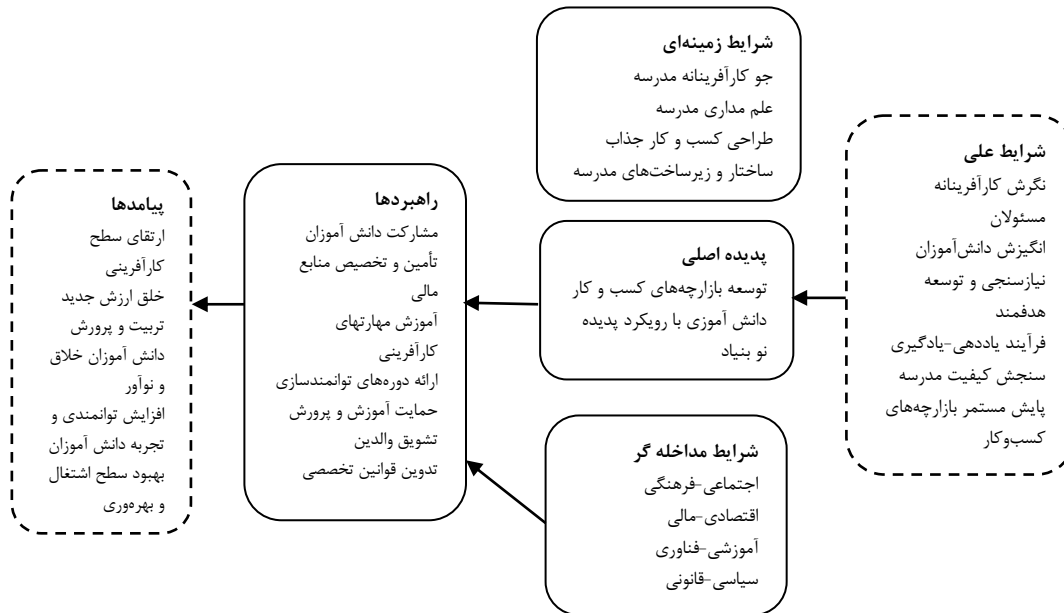 شرایط زمینه‌ای
جو کارآفرینانه مدرسه
علم مداری مدرسه
طراحی کسب و کار جذاب
ساختار و زیرساخت‌های مدرسه
شرایط علی
نگرش کارآفرینانه
مسئولان
انگیزش دانش‌آموزان
نیازسنجی و توسعه
هدفمند
فرآیند یاددهی-یادگیری
سنجش کیفیت مدرسه
پایش مستمر بازارچه‌های
کسب‌وکار
پدیده اصلی
توسعه بازارچه‌های کسب و کار
دانش آموزی با رویکرد پدیده
نو بنیاد
شرایط مداخله گر
اجتماعی-فرهنگی
اقتصادی-مالی
آموزشی-فناوری
سیاسی-قانونی
راهبردها
مشارکت دانش آموزان
تأمین و تخصیص منابع
مالی
آموزش مهارتهای
کارآفرینی
ارائه دوره‌های توانمندسازی
حمایت آموزش و پرورش
تشویق والدین
تدوین قوانین تخصصی
پیامدها
ارتقای سطح
کارآفرینی
خلق ارزش جدید
تربیت و پرورش
دانش آموزان خلاق
و نوآور
افزایش توانمندی و
تجربه دانش آموزان
بهبود سطح اشتغال
و بهره‌وری